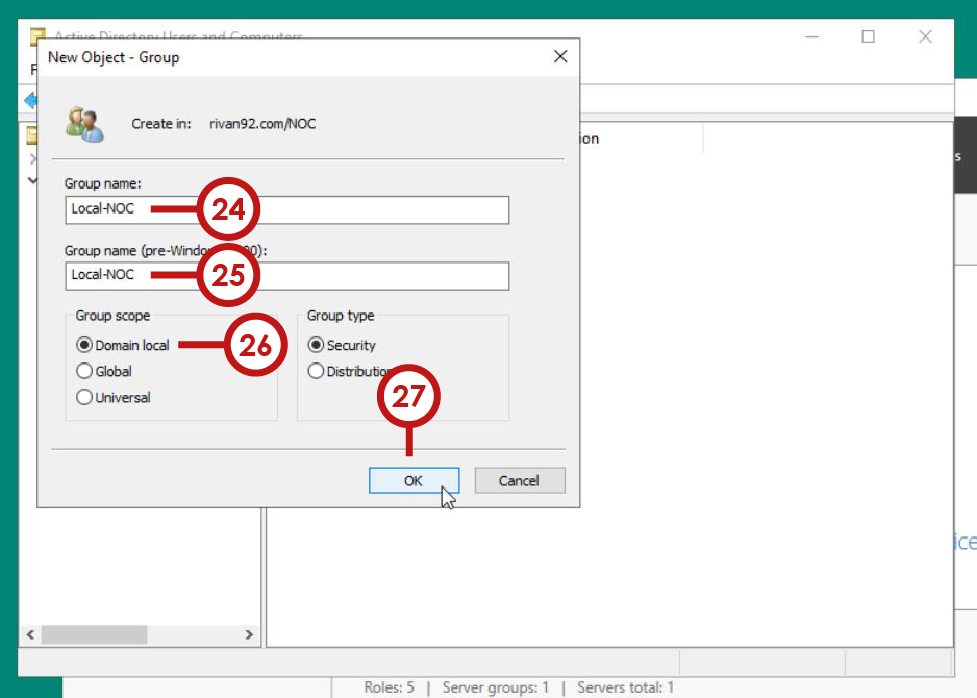 Active Directory Users and Computers
New Object - Group
Create in: rivan92.com/NOC
ion
s
Group name:
Local-NOC
24
Group name (pre-Windo 00):
Local-NOC
25
Group scope
Group type
Domain local
26
Security
Global
Distribution
Universal
27
OK
Cancel
ice
Roles: 5 | Server groups: 1 | Servers total: 1